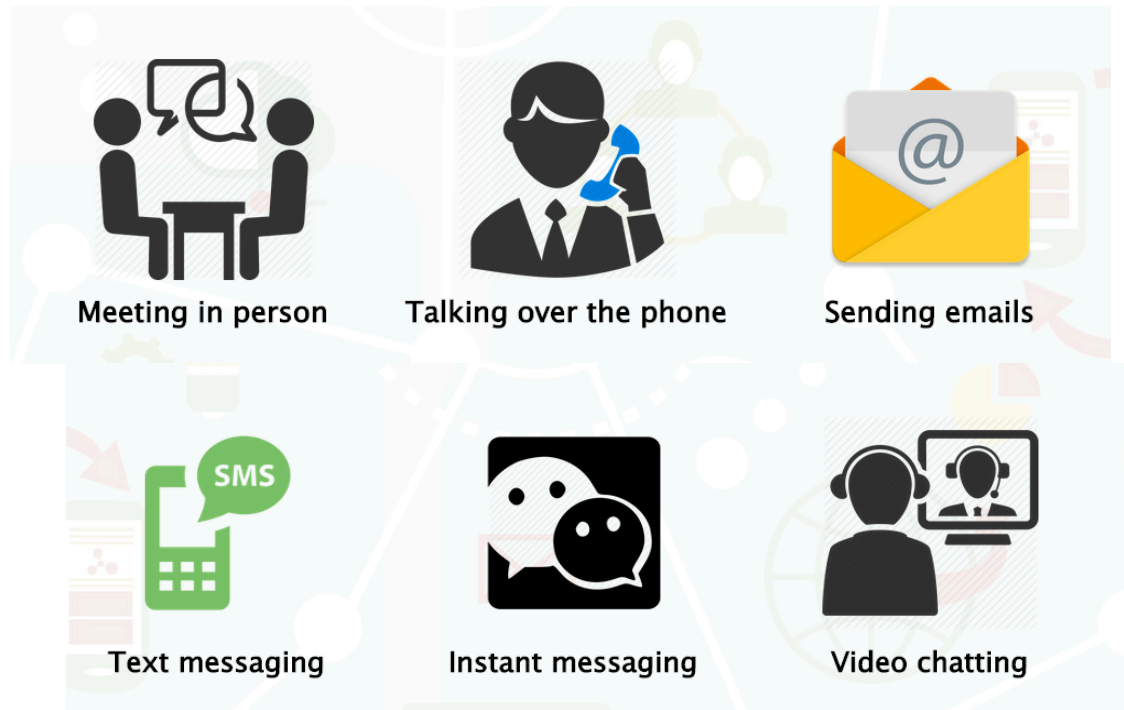 Meeting in person
Talking over the phone
@
Sending emails
SMS
Text messaging
Instant messaging
Video chatting